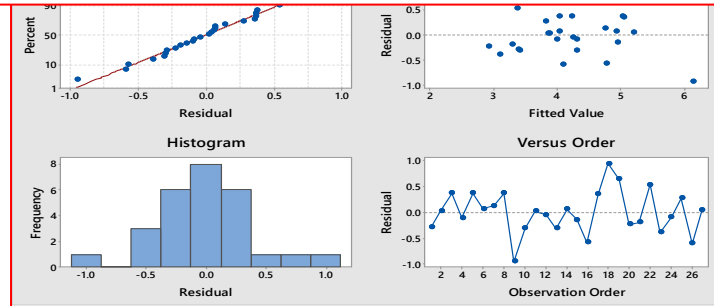 90
50
10
1
Percent
-1.0 -0.5 0.0 0.5 1.0
Residual
0.5
0.0
-0.5
-1.0
Residual
2 3 4 5 6
Fitted Value
Histogram
8
6
4
2
0
Frequency
-1.0 -0.5 0.0 0.5 1.0
Residual
Versus Order
1.0
0.5
0.0
-0.5
-1.0
Residual
2 4 6 8 10 12 14 16 18 20 22 24 26
Observation Order